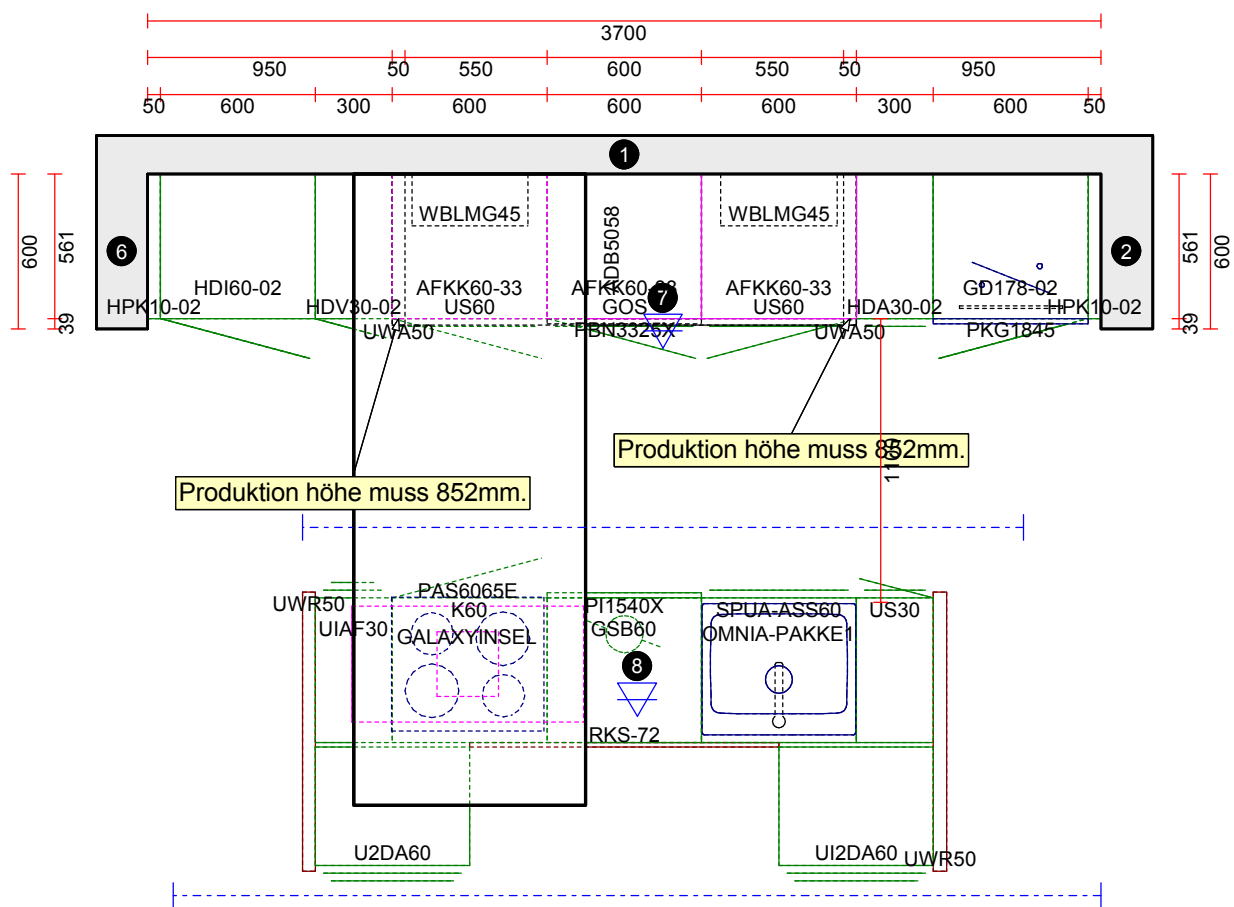 3700
950 50 550 600 550 50 950
50 600 300 600 600 600 300 600 50
1
600 561 39
6
2
561 600 39
WBLMG45
ADB5058
WBLMG45
HDI60-02
AFKK60-33
AFKK60-33
AFKK60-33
GD178-02
HPK10-02
HDV30-02
US60
GOS
7
US60
HDA30-02
HPK10-02
UWA50
HBN3325X
UWA50
PKG1845
Produktion höhe muss 852mm.
Produktion höhe muss 852mm.
1100
UWR50
PAS6065E
PI1540X
SPUA-ASS60
US30
K60
UIAF30
GALAXYINSEL
GSB60
OMNIA-PAKKE1
8
RKS-72
U2DA60
UI2DA60
UWR50